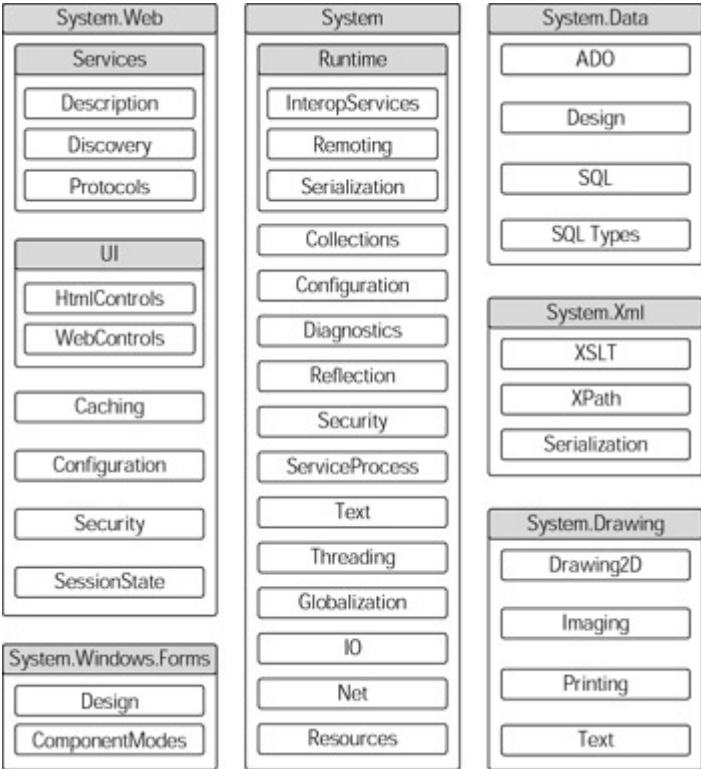 System.Web
Services
Description
Discovery
Protocols
UI
HtmlControls
WebControls
Caching
Configuration
Security
SessionState
System.Windows.Forms
Design
ComponentModes
System
Runtime
InteropServices
Remoting
Serialization
Collections
Configuration
Diagnostics
Reflection
Security
ServiceProcess
Text
Threading
Globalization
IO
Net
Resources
System.Data
ADO
Design
SQL
SQL Types
System.Xml
XSLT
XPath
Serialization
System.Drawing
Drawing2D
Imaging
Printing
Text